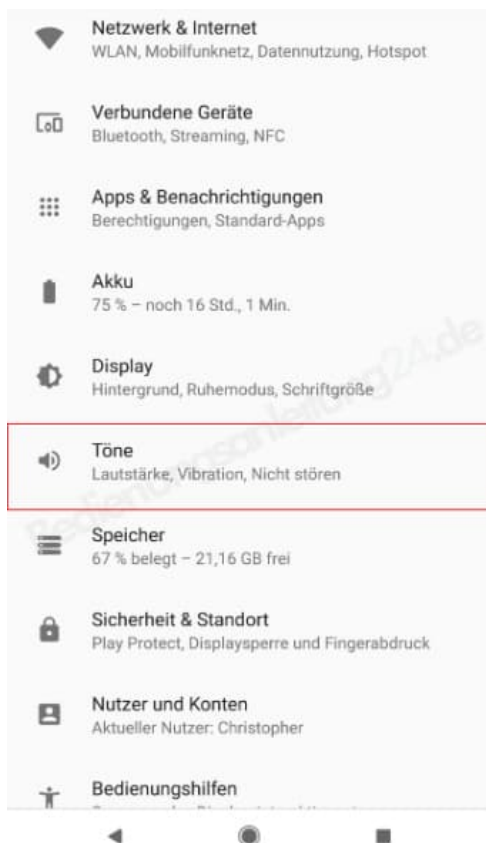 Netzwerk & Internet
WLAN, Mobilfunknetz, Datennutzung, Hotspot
Verbundene Geräte
Bluetooth, Streaming, NFC
Apps & Benachrichtigungen
Berechtigungen, Standard-Apps
Akku
75 % – noch 16 Std., 1 Min.
Display
Hintergrund, Ruhemodus, Schriftgröße
Töne
Lautstärke, Vibration, Nicht stören
Speicher
67 % belegt – 21,16 GB frei
Sicherheit & Standort
Play Protect, Displaysperre und Fingerabdruck
Nutzer und Konten
Aktueller Nutzer: Christopher
Bedienungshilfen
Bedienungsanleitung24.de